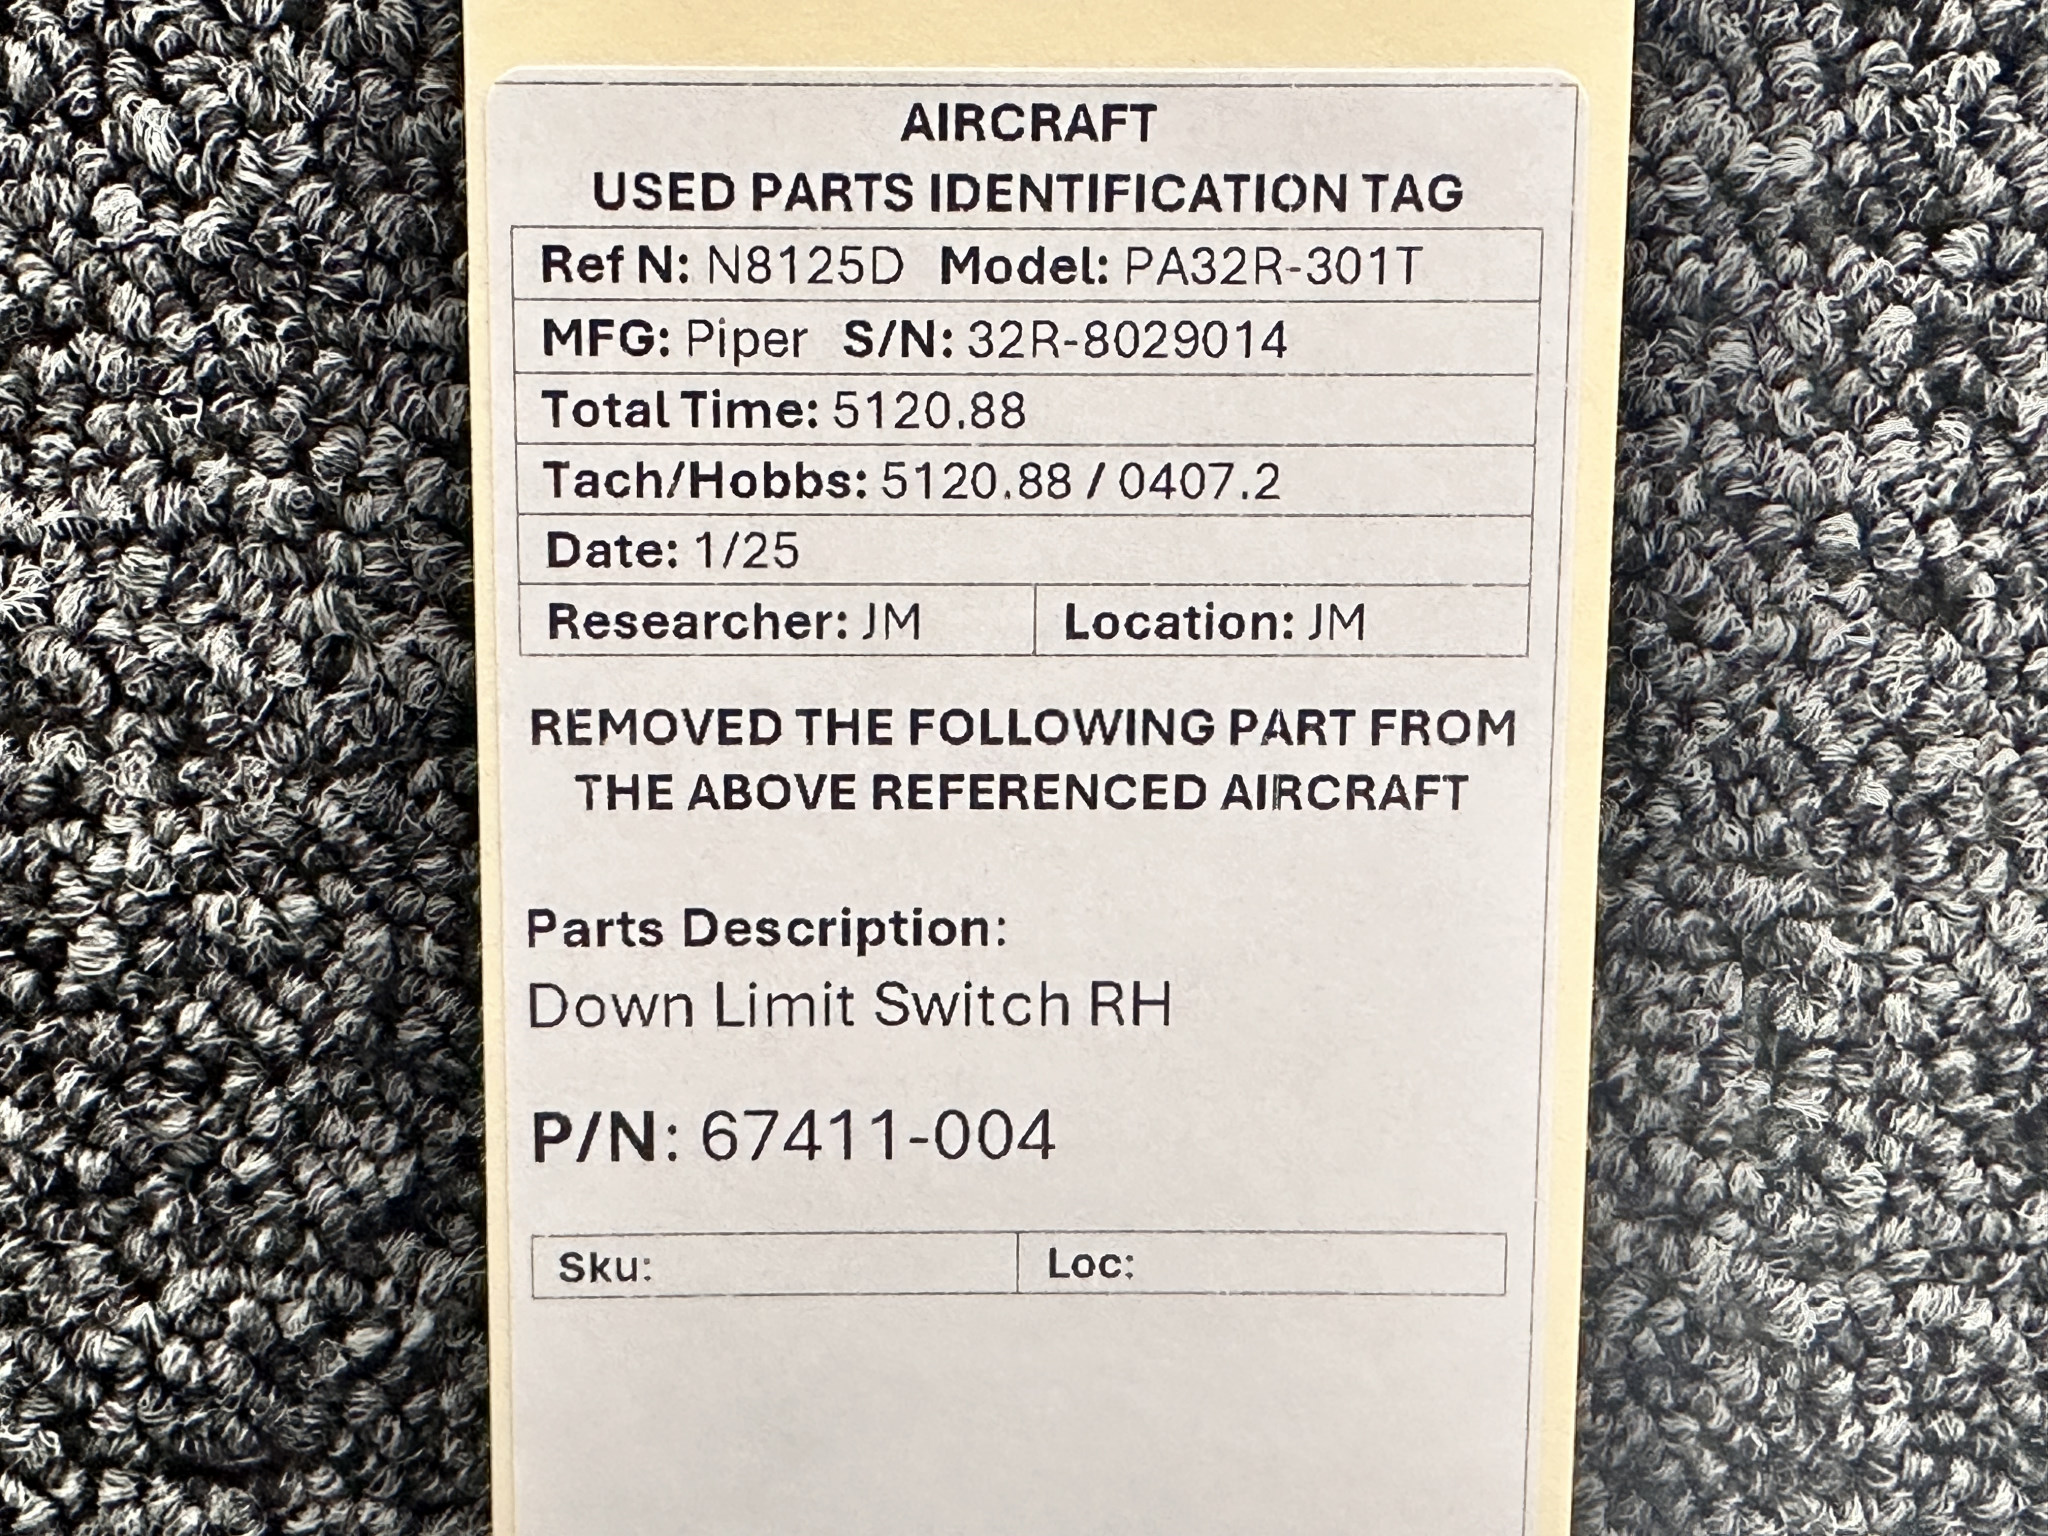 AIRCRAFT
USED PARTS IDENTIFICATION TAG
Ref N: N8125D Model: PA32R-301T
MFG: Piper S/N: 32R-8029014
Total Time: 5120.88
Tach/Hobbs: 5120.88 / 0407.2
Date: 1/25
Researcher: JM Location: JM
REMOVED THE FOLLOWING PART FROM
THE ABOVE REFERENCED AIRCRAFT
Parts Description:
Down Limit Switch RH
P/N: 67411-004
Sku: Loc: